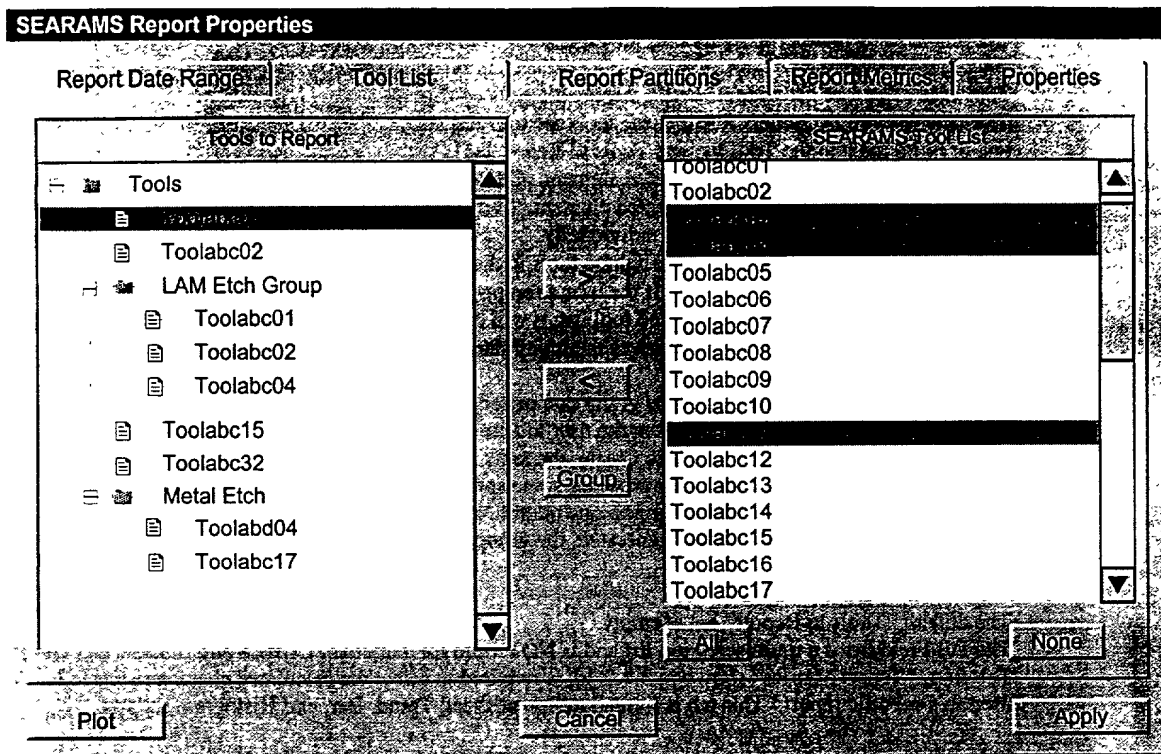 SEARAMS Report Properties
Report Date Range
Tool List
Report Partitions
Report Metrics
Properties
Tools to Report
Tools
Toolabc02
LAM Etch Group
Toolabc01
Toolabc02
Toolabc04
Toolabc15
Toolabc32
Metal Etch
Toolabd04
Toolabc17
>
<
Group
SEARAMS Tool List
Toolabc01
Toolabc02
Toolabc05
Toolabc06
Toolabc07
Toolabc08
Toolabc09
Toolabc10
Toolabc12
Toolabc13
Toolabc14
Toolabc15
Toolabc16
Toolabc17
All
None
Plot
Cancel
Apply